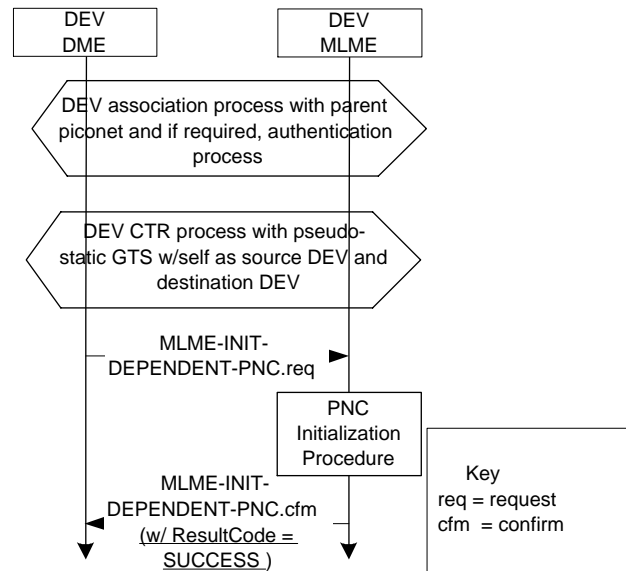 DEV
DME
DEV
MLME
DEV association process with parent
piconet and if required, authentication
process
DEV CTR process with pseudo-
static GTS w/self as source DEV and
destination DEV
MLME-INIT-
DEPENDENT-PNC.req
PNC
Initialization
Procedure
MLME-INIT-
DEPENDENT-PNC.cfm
(w/ ResultCode =
SUCCESS )
Key
req = request
cfm = confirm